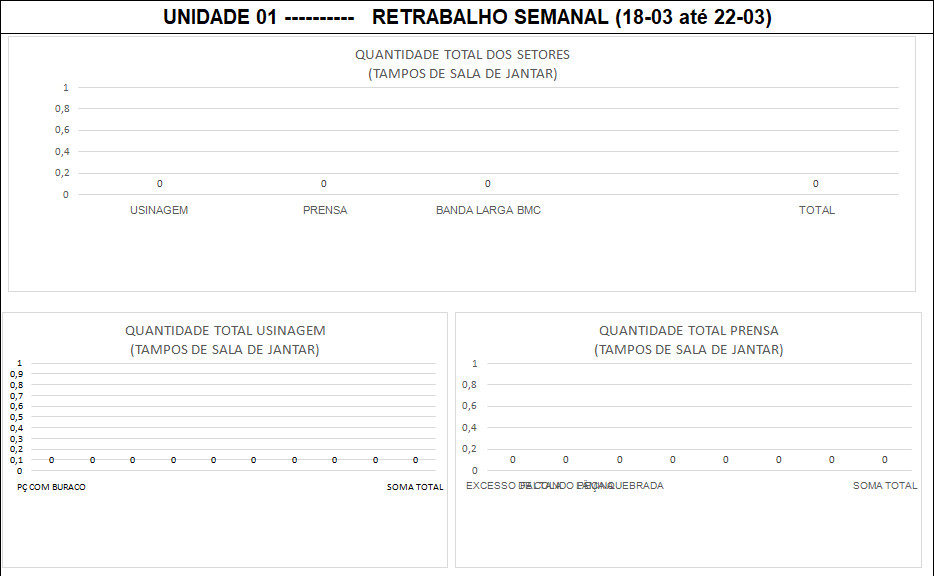 UNIDADE 01 ---------- RETRABALHO SEMANAL (18-03 até 22-03)
QUANTIDADE TOTAL DOS SETORES
(TAMPOS DE SALA DE JANTAR)
1
0,8
0,6
0,4
0,2
0
0 0 0 0
USINAGEM PRENSA BANDA LARGA BMC TOTAL
QUANTIDADE TOTAL USINAGEM
(TAMPOS DE SALA DE JANTAR)
1
0,9
0,8
0,7
0,6
0,5
0,4
0,3
0,2
0,1
0
0 0 0 0 0 0 0 0 0 0
PÇ COM BURACO SOMA TOTAL
QUANTIDADE TOTAL PRENSA
(TAMPOS DE SALA DE JANTAR)
1
0,8
0,6
0,4
0,2
0
0 0 0 0 0 0 0 0
EXCESSO DE COLA FALTANDO QUEBRADA SOMA TOTAL